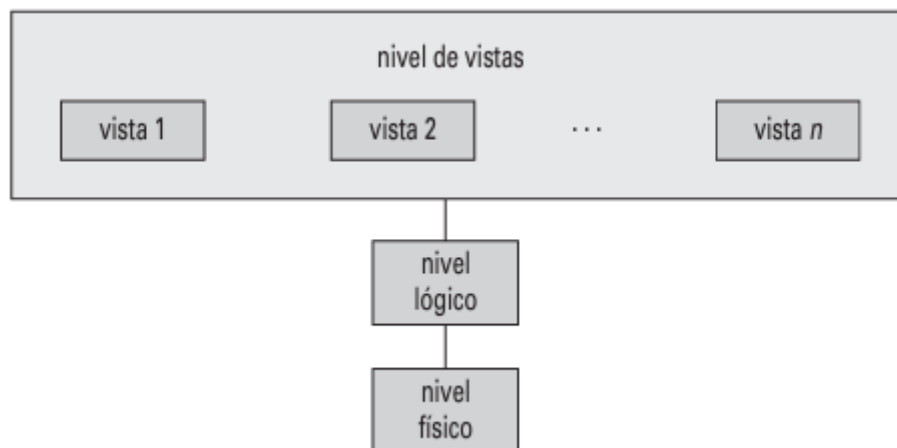 nivel de vistas
vista 1
vista 2
...
vista n
nivel
lógico
nivel
físico